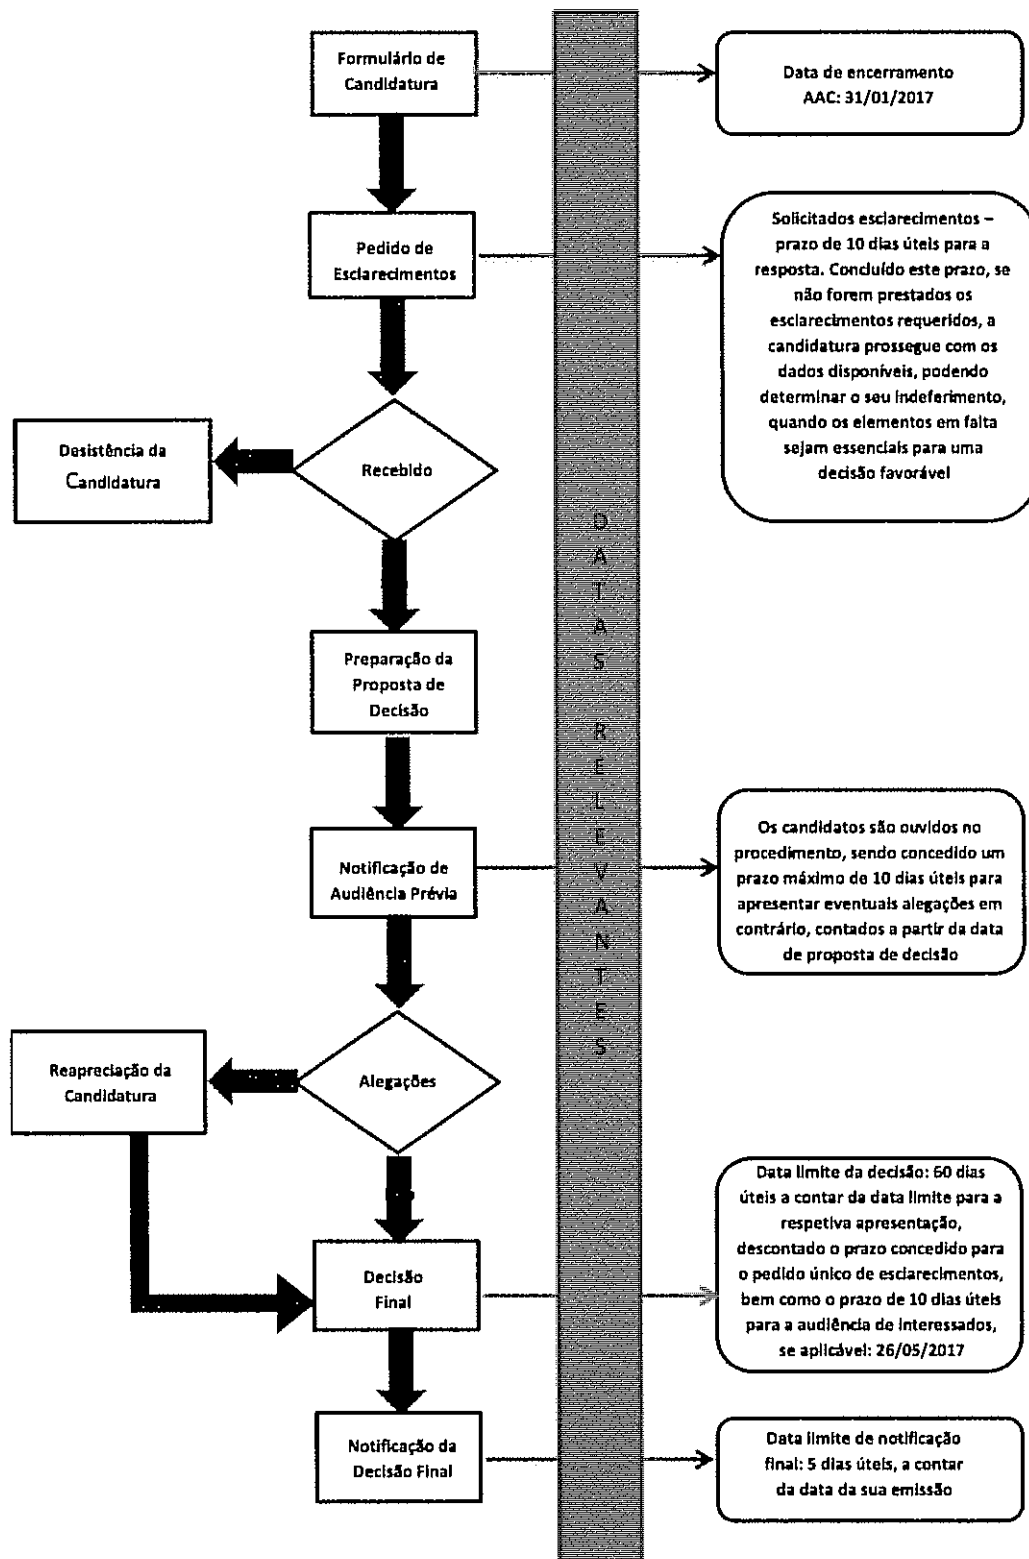 Formulário de
Candidatura
Data de encerramento
AAC: 31/01/2017
Pedido de
Esclarecimentos
Solicitados esclarecimentos –
prazo de 10 dias úteis para a
resposta. Concluído este prazo, se
não forem prestados os
esclarecimentos requeridos, a
candidatura prossegue com os
dados disponíveis, podendo
determinar o seu indeferimento,
quando os elementos em falta
sejam essenciais para uma
decisão favorável
Desistência da
Candidatura
Recebido
DATAS RELEVANTES
Preparação da
Proposta de
Decisão
Notificação de
Audiência Prévia
Os candidatos são ouvidos no
procedimento, sendo concedido um
prazo máximo de 10 dias úteis para
apresentar eventuais alegações em
contrário, contados a partir da data
de proposta de decisão
Reapreciação da
Candidatura
Alegações
Data limite da decisão: 60 dias
úteis a contar da data limite para a
respetiva apresentação,
descontado o prazo concedido para
o pedido único de esclarecimentos,
bem como o prazo de 10 dias úteis
para a audiência de interessados,
se aplicável: 26/05/2017
Decisão
Final
Notificação da
Decisão Final
Data limite de notificação
final: 5 dias úteis, a contar
da data da sua emissão